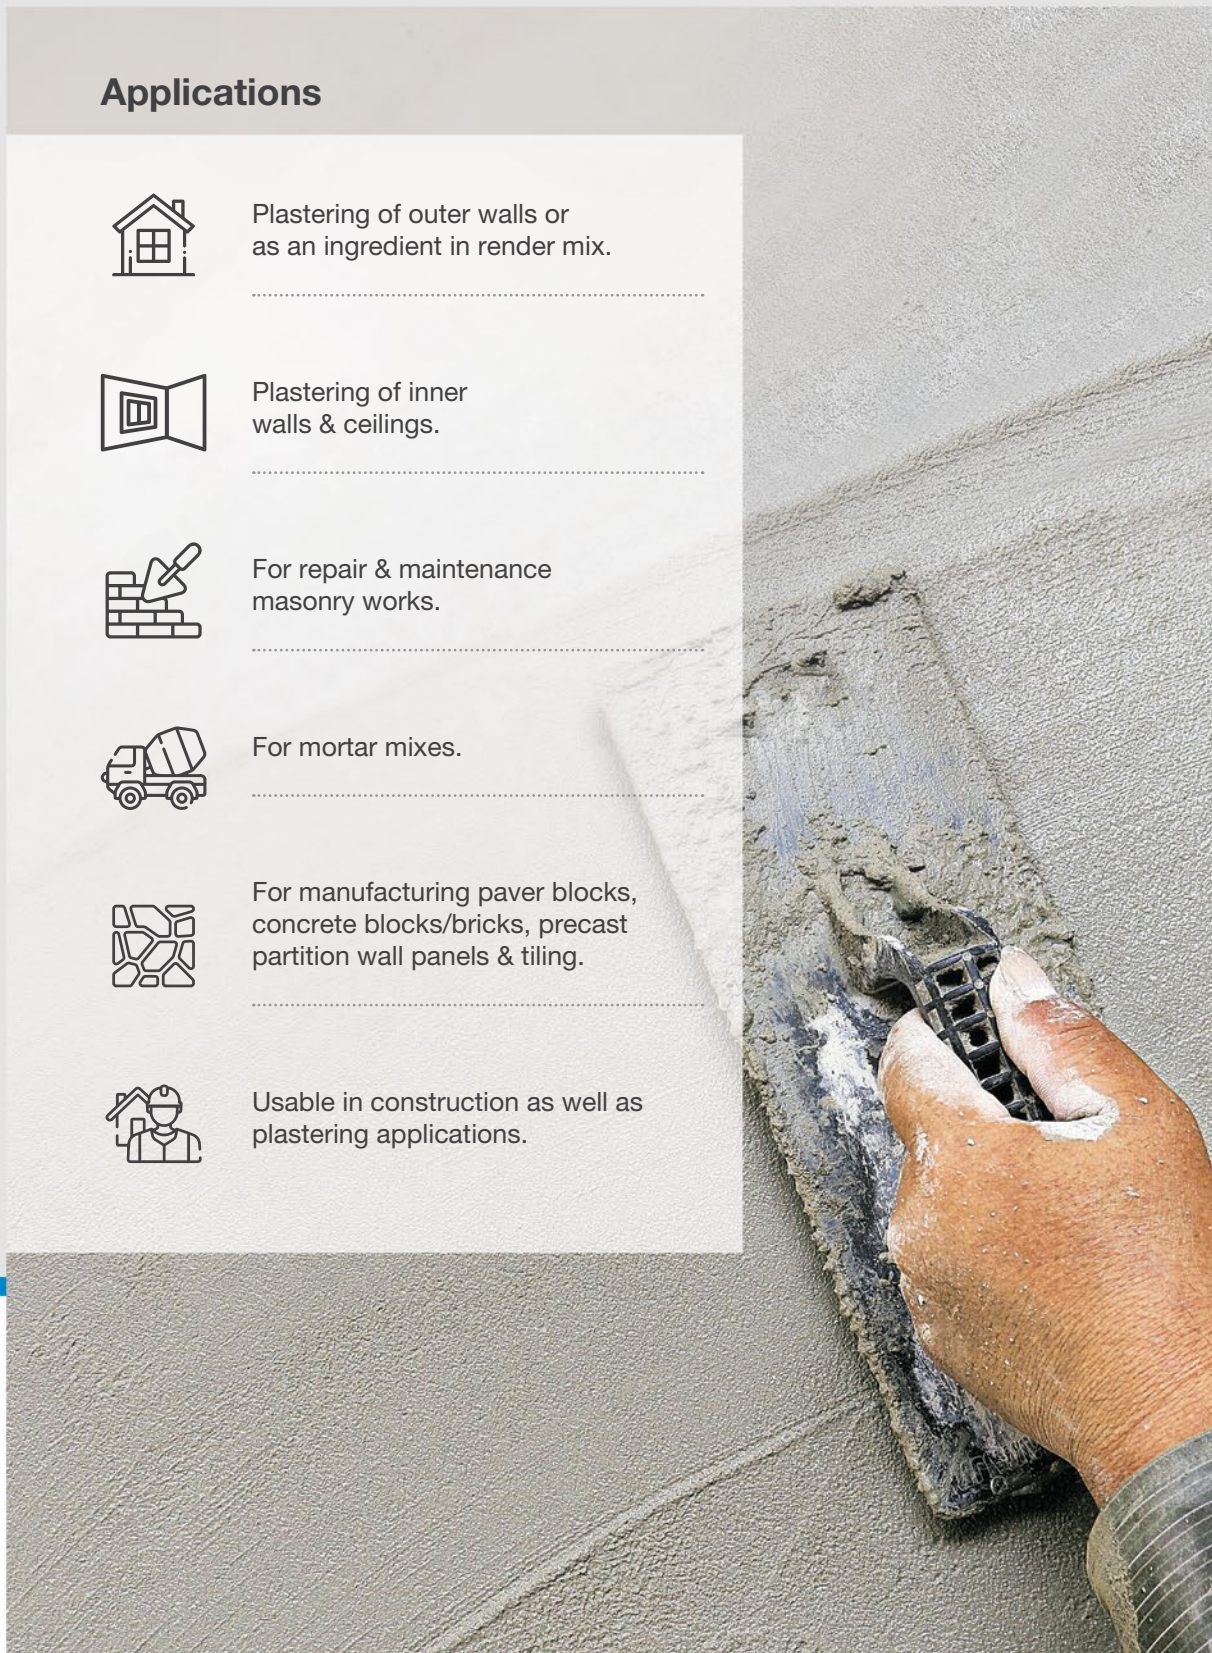 Applications
Plastering of outer walls or
as an ingredient in render mix.
Plastering of inner
walls & ceilings.
For repair & maintenance
masonry works.
For mortar mixes.
For manufacturing paver blocks,
concrete blocks/bricks, precast
partition wall panels & tiling.
Usable in construction as well as
plastering applications.